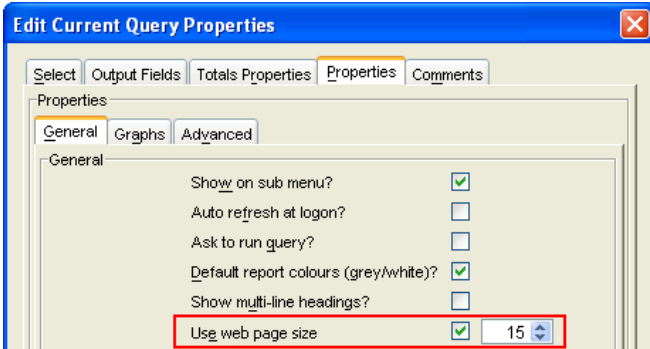 Edit Current Query Properties
Select Output Fields Totals Properties Properties Comments
Properties
General Graphs Advanced
General
Show on sub menu?
Auto refresh at logon?
Ask to run query?
Default report colours (grey/white)?
Show multi-line headings?
Use web page size 15